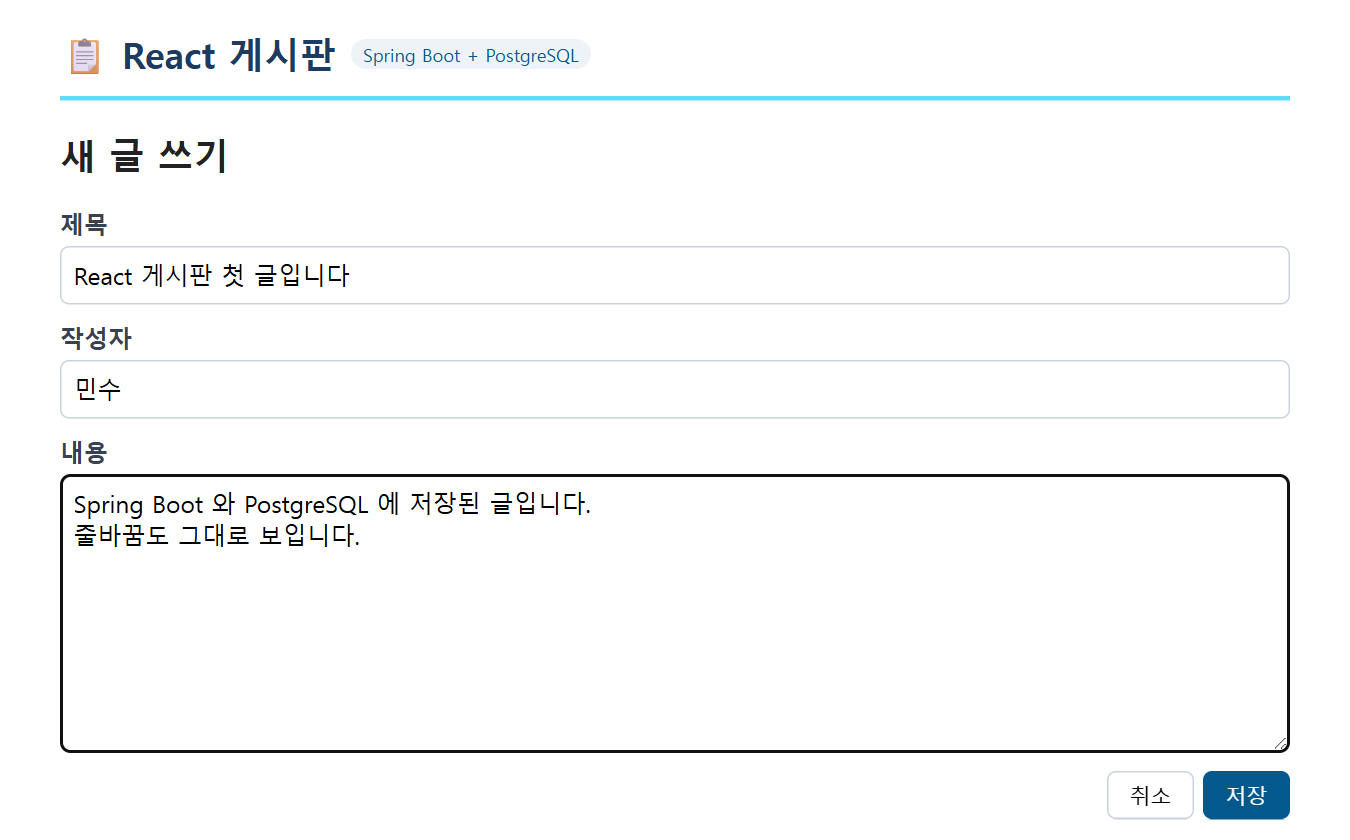 React 게시판 Spring Boot + PostgreSQL
새 글 쓰기
제목
React 게시판 첫 글입니다
작성자
민수
내용
Spring Boot 와 PostgreSQL 에 저장된 글입니다.
줄바꿈도 그대로 보입니다.
취소 저장